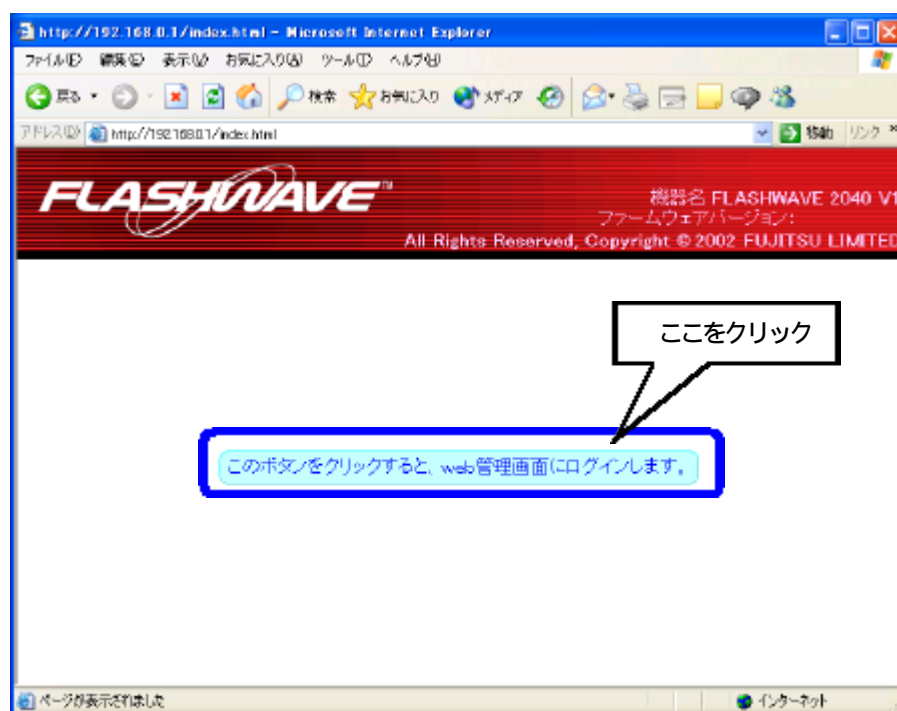 http://192.168.0.1/index.html - Microsoft Internet Explorer
ファイル(F) 編集(E) 表示(V) お気に入り(A) ツール(T) ヘルプ(H)
戻る 検索 お気に入り メディア
アドレス(D) http://192.168.0.1/index.html 移動 リンク »
FLASHWAVE™
機器名 FLASHWAVE 2040 V1
ファームウェアバージョン:
All Rights Reserved, Copyright © 2002 FUJITSU LIMITED
ここをクリック
このボタンをクリックすると、web管理画面にログインします。
ページが表示されました インターネット